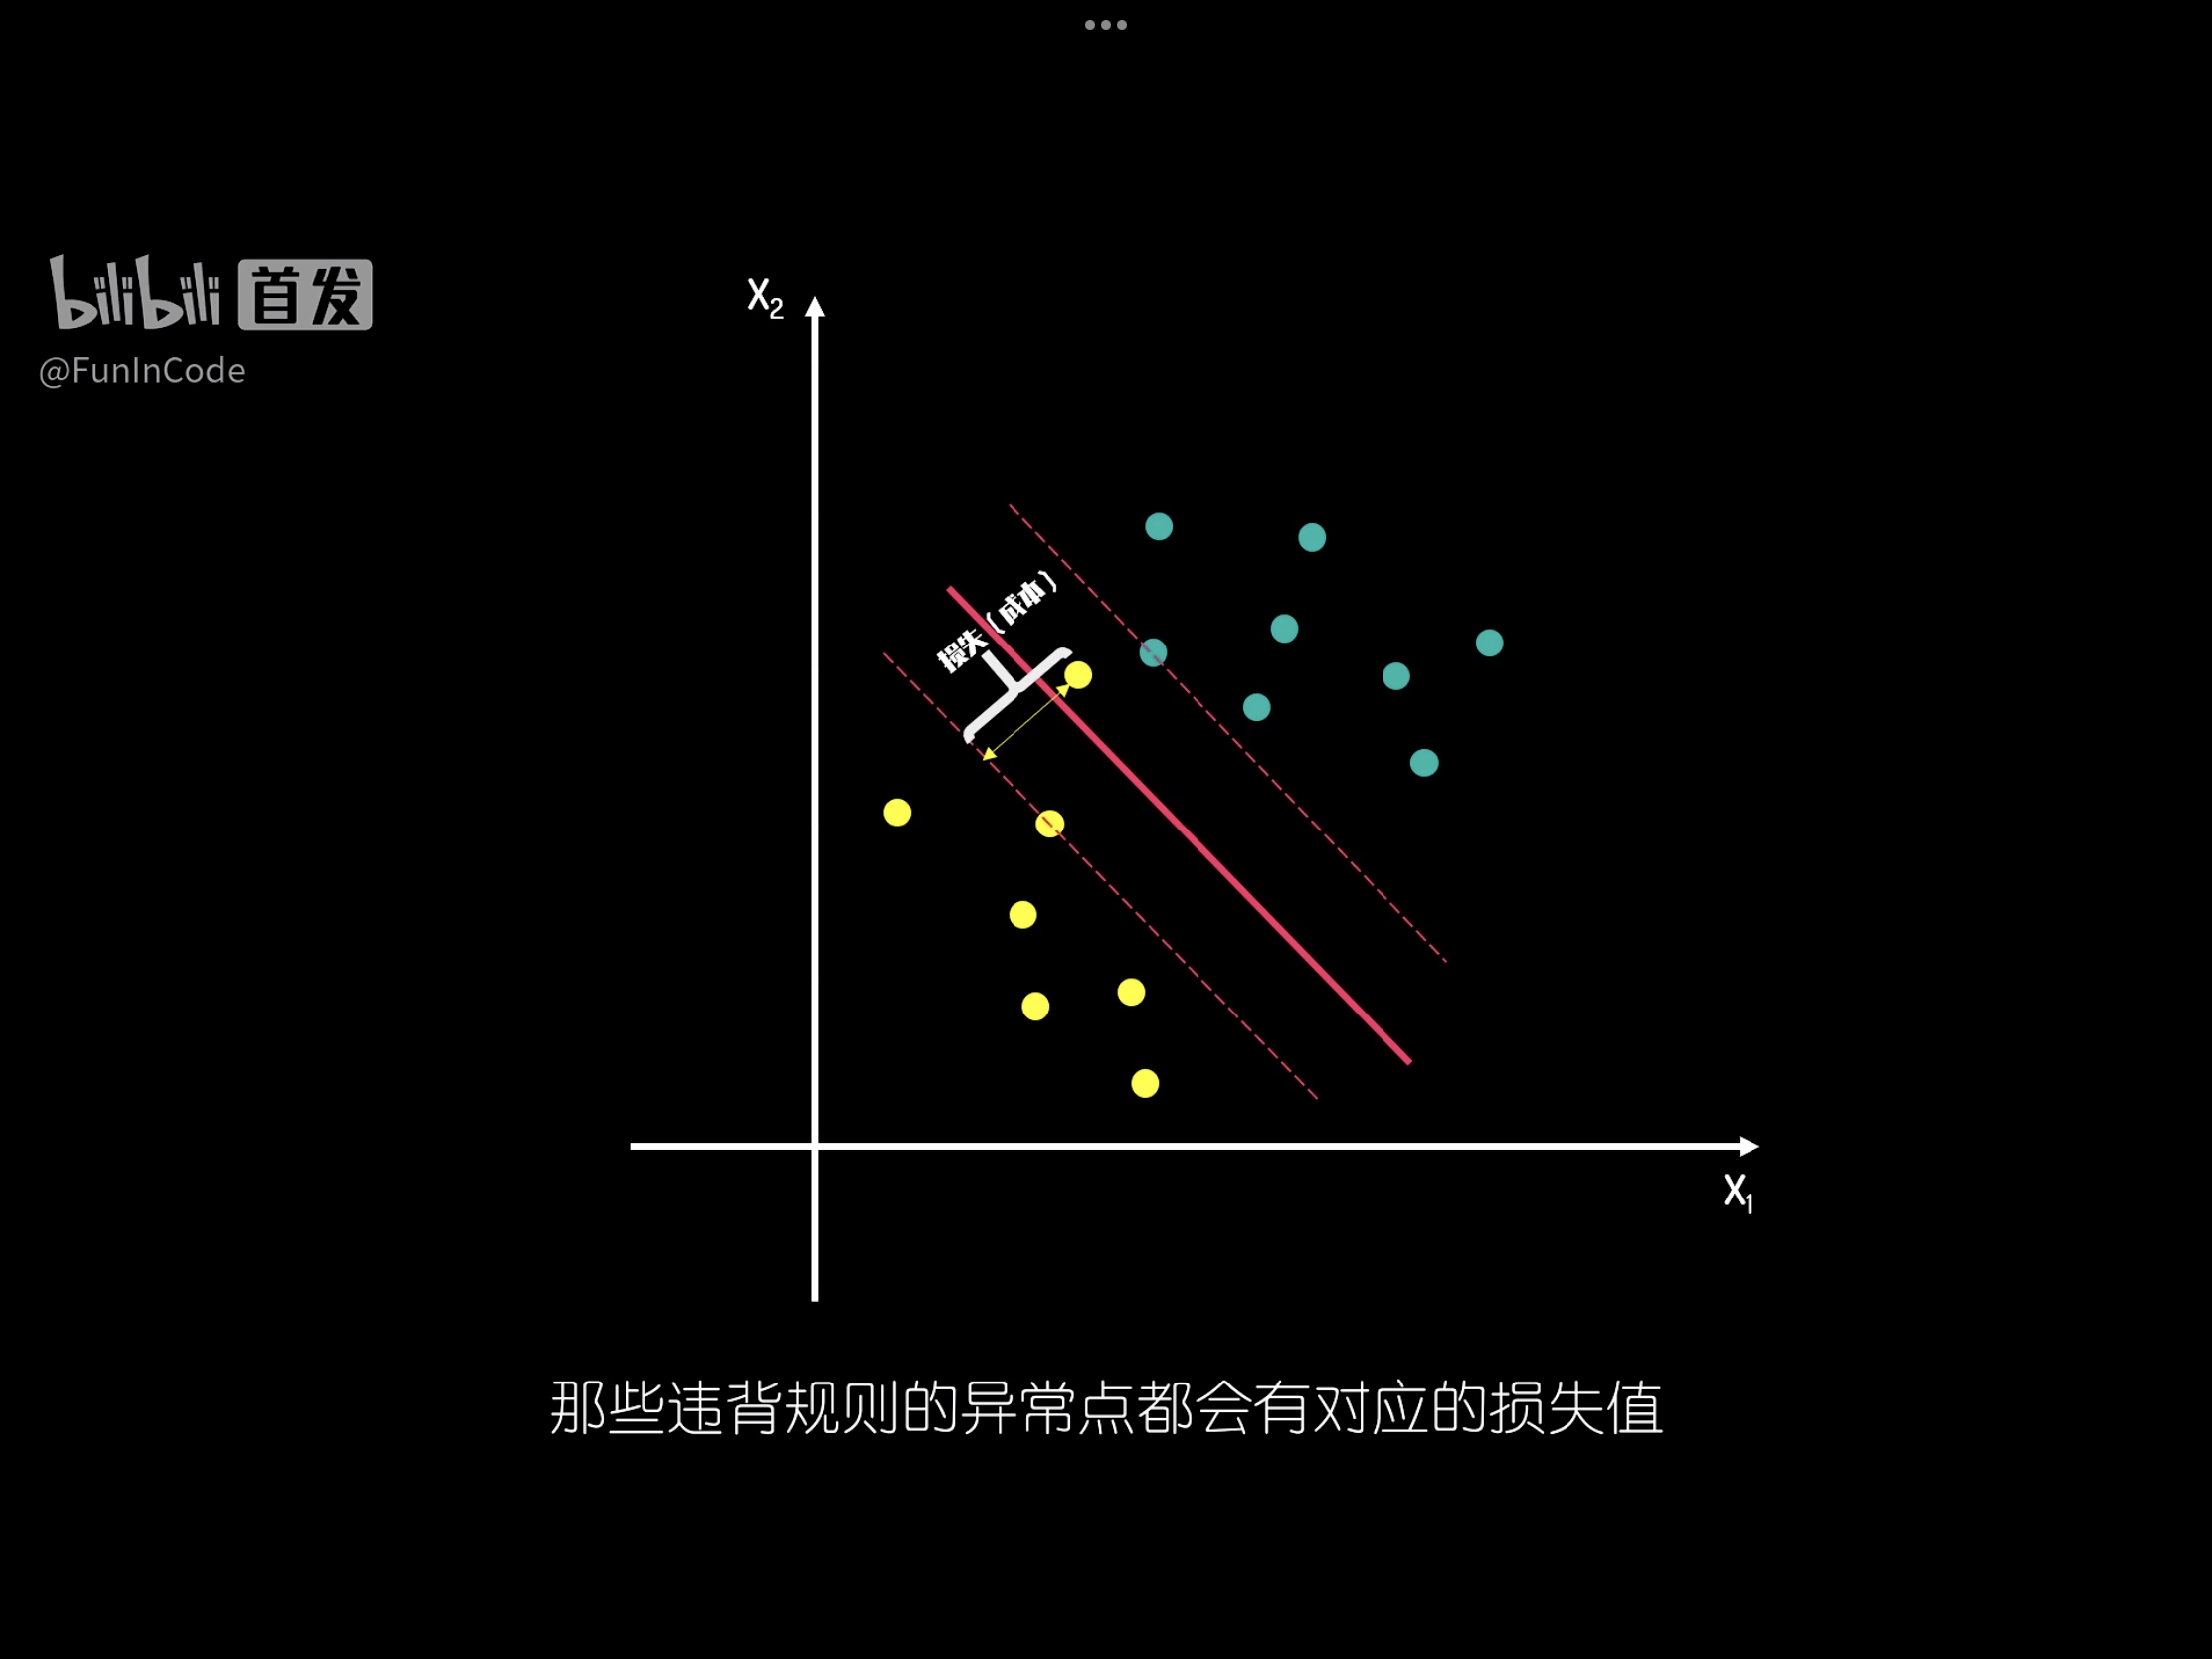 bilibili 首发
@FunInCode
X2
损失（成本）
X1
那些违背规则的异常点都会有对应的损失值